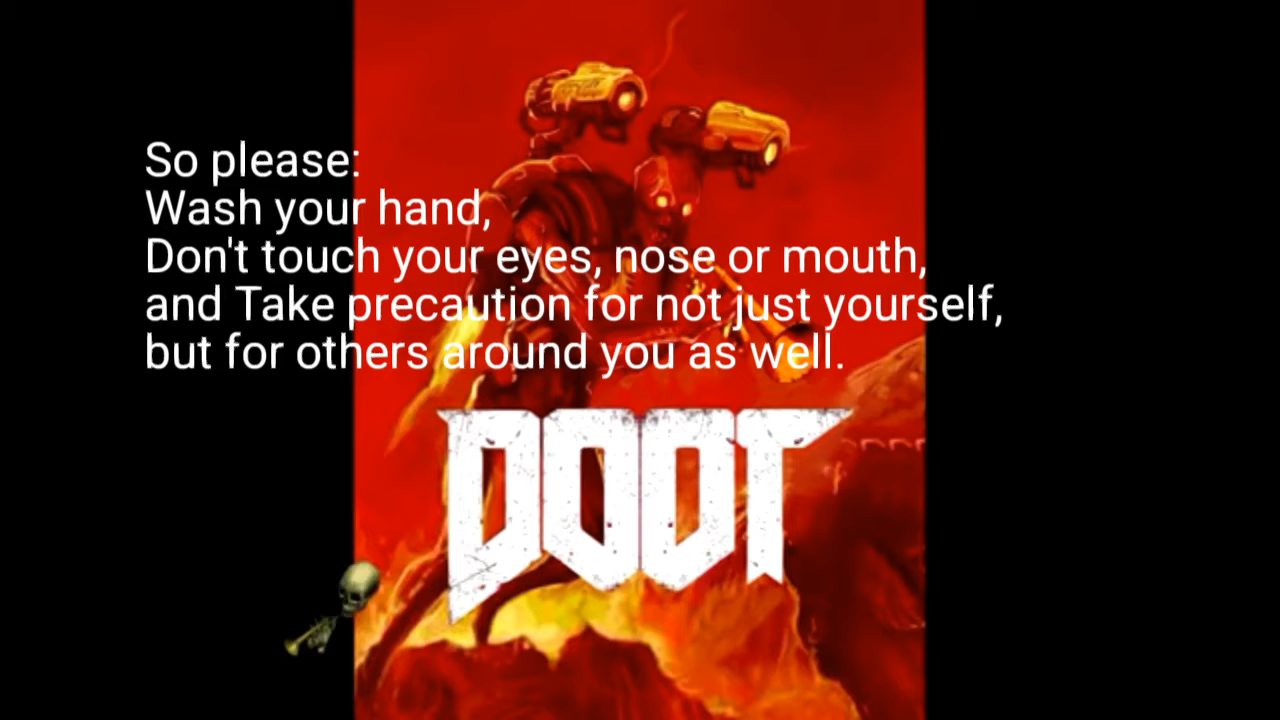 So please:
Wash your hand,
Don't touch your eyes, nose or mouth,
and Take precaution for not just yourself,
but for others around you as well.
DOOT